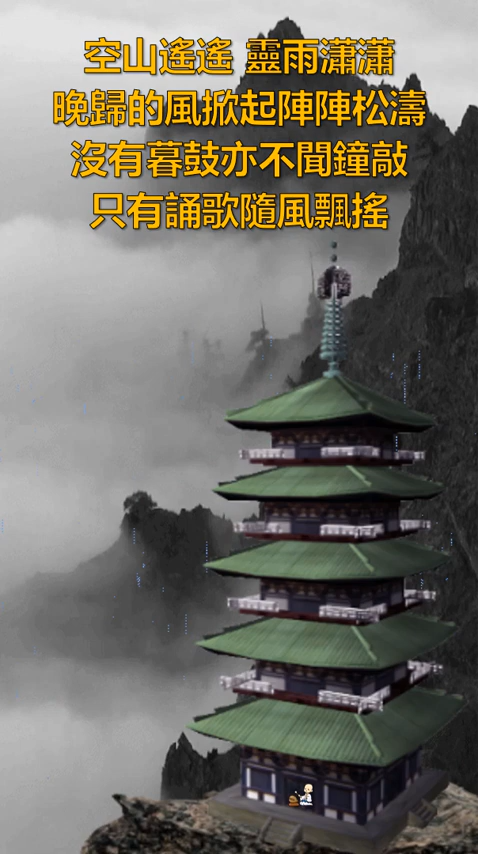 空山遙遙 靈雨瀟瀟
晚歸的風掀起陣陣松濤
沒有暮鼓亦不聞鐘敲
只有誦歌隨風飄搖